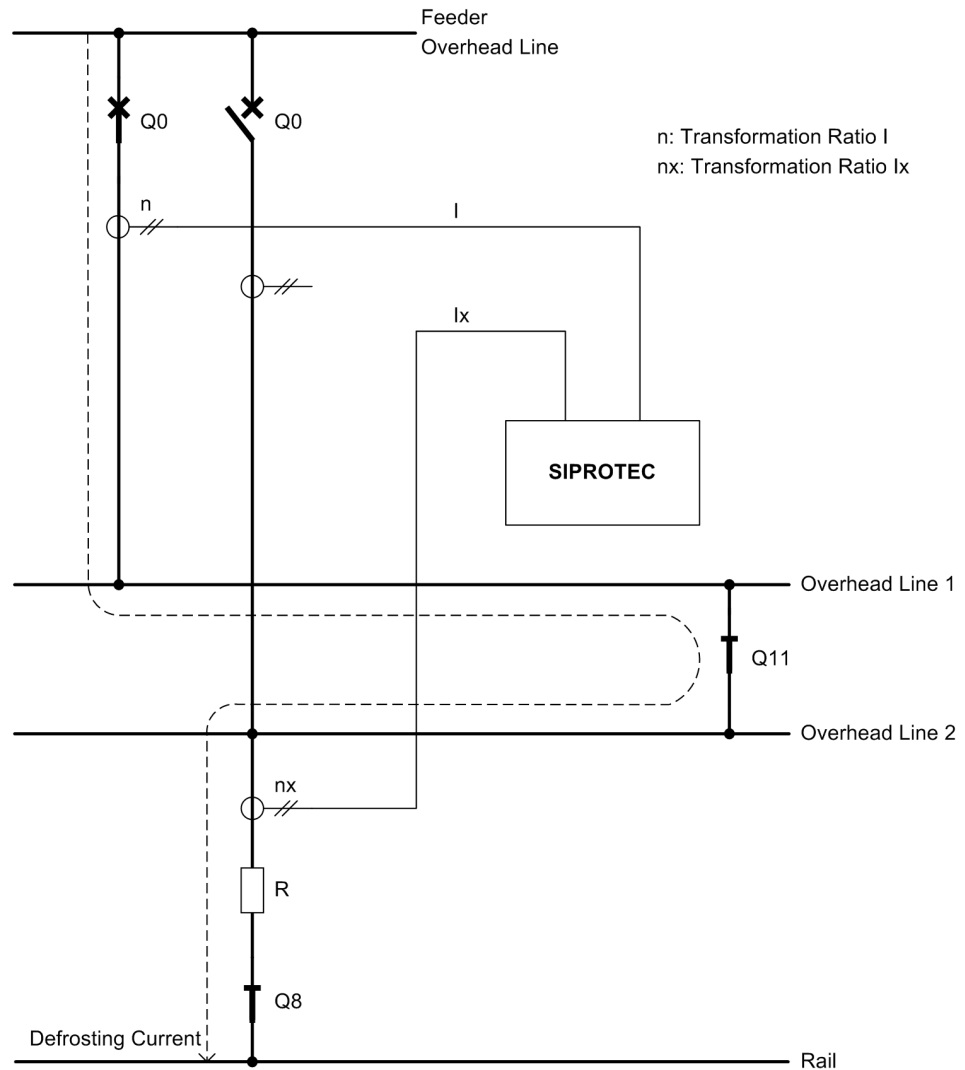 Feeder
Overhead Line
Q0
Q0
n: Transformation Ratio I
nx: Transformation Ratio Ix
n
I
Ix
SIPROTEC
Overhead Line 1
Q11
Overhead Line 2
nx
R
Q8
Defrosting Current
Rail